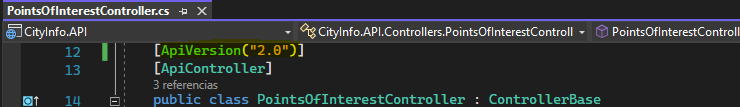 PointsOfInterestController.cs
CityInfo.API CityInfo.API.Controllers.PointsOfInterestControll PointsOfInterestControl
12 [ApiVersion("2.0")]
13 [ApiController]
3 referencias
14 public class PointsOfInterestController : ControllerBase